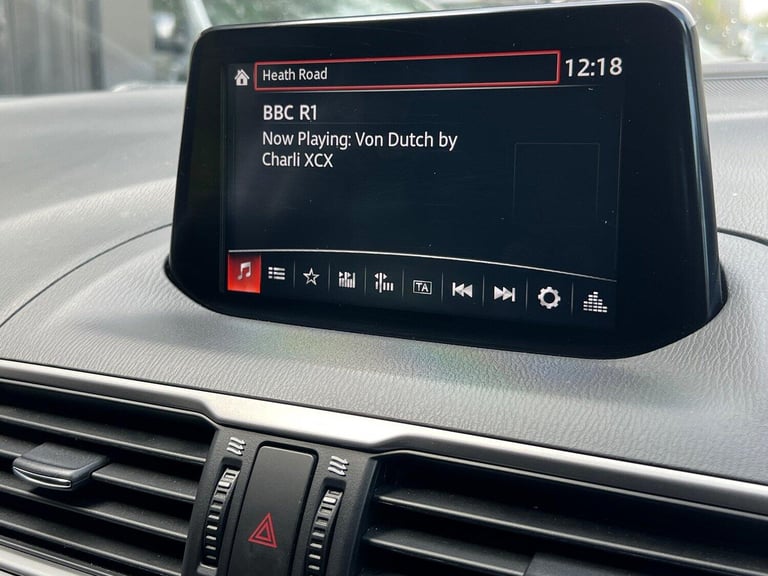 Heath Road
12:18
BBC R1
Now Playing: Von Dutch by
Charli XCX
TA